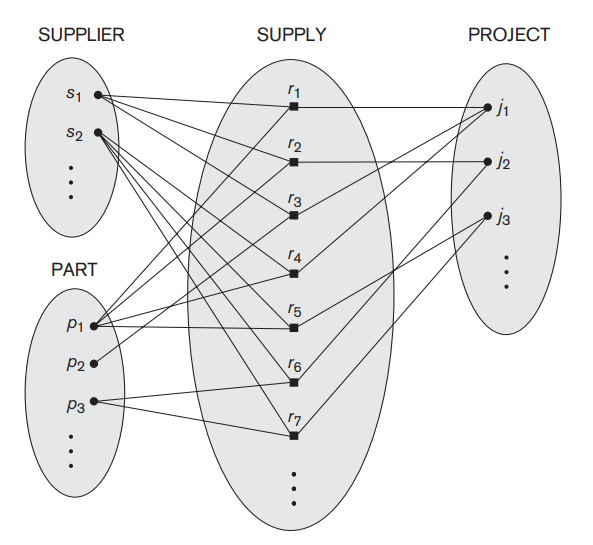 SUPPLIER
s1
s2
PART
p1
p2
p3
SUPPLY
r1
r2
r3
r4
r5
r6
r7
PROJECT
j1
j2
j3